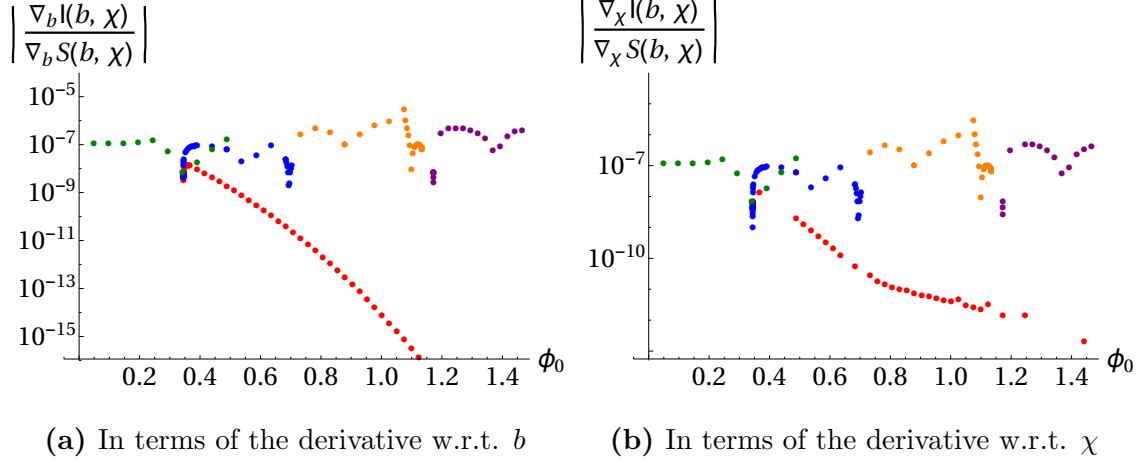 |∇_b I(b, χ) / ∇_b S(b, χ)|
10^-5
10^-7
10^-9
10^-11
10^-13
10^-15
0.2 0.4 0.6 0.8 1.0 1.2 1.4 ϕ_0
(a) In terms of the derivative w.r.t. b
|∇_χ I(b, χ) / ∇_χ S(b, χ)|
10^-7
10^-10
0.2 0.4 0.6 0.8 1.0 1.2 1.4 ϕ_0
(b) In terms of the derivative w.r.t. χ